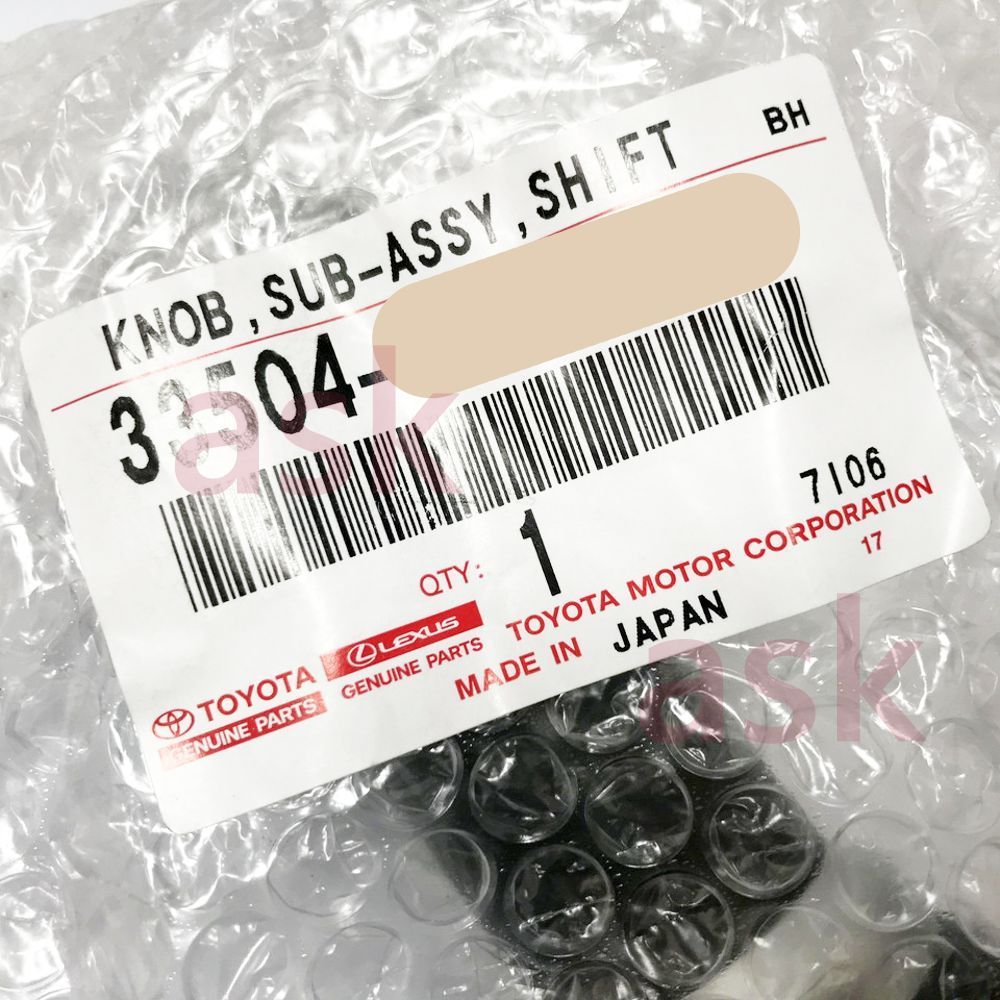 BH
KNOB,SUB-ASSY,SHIFT
33504-
ask
7106
QTY: 1
TOYOTA MOTOR CORPORATION
17
MADE IN JAPAN
TOYOTA
GENUINE PARTS
LEXUS
GENUINE PARTS
ask